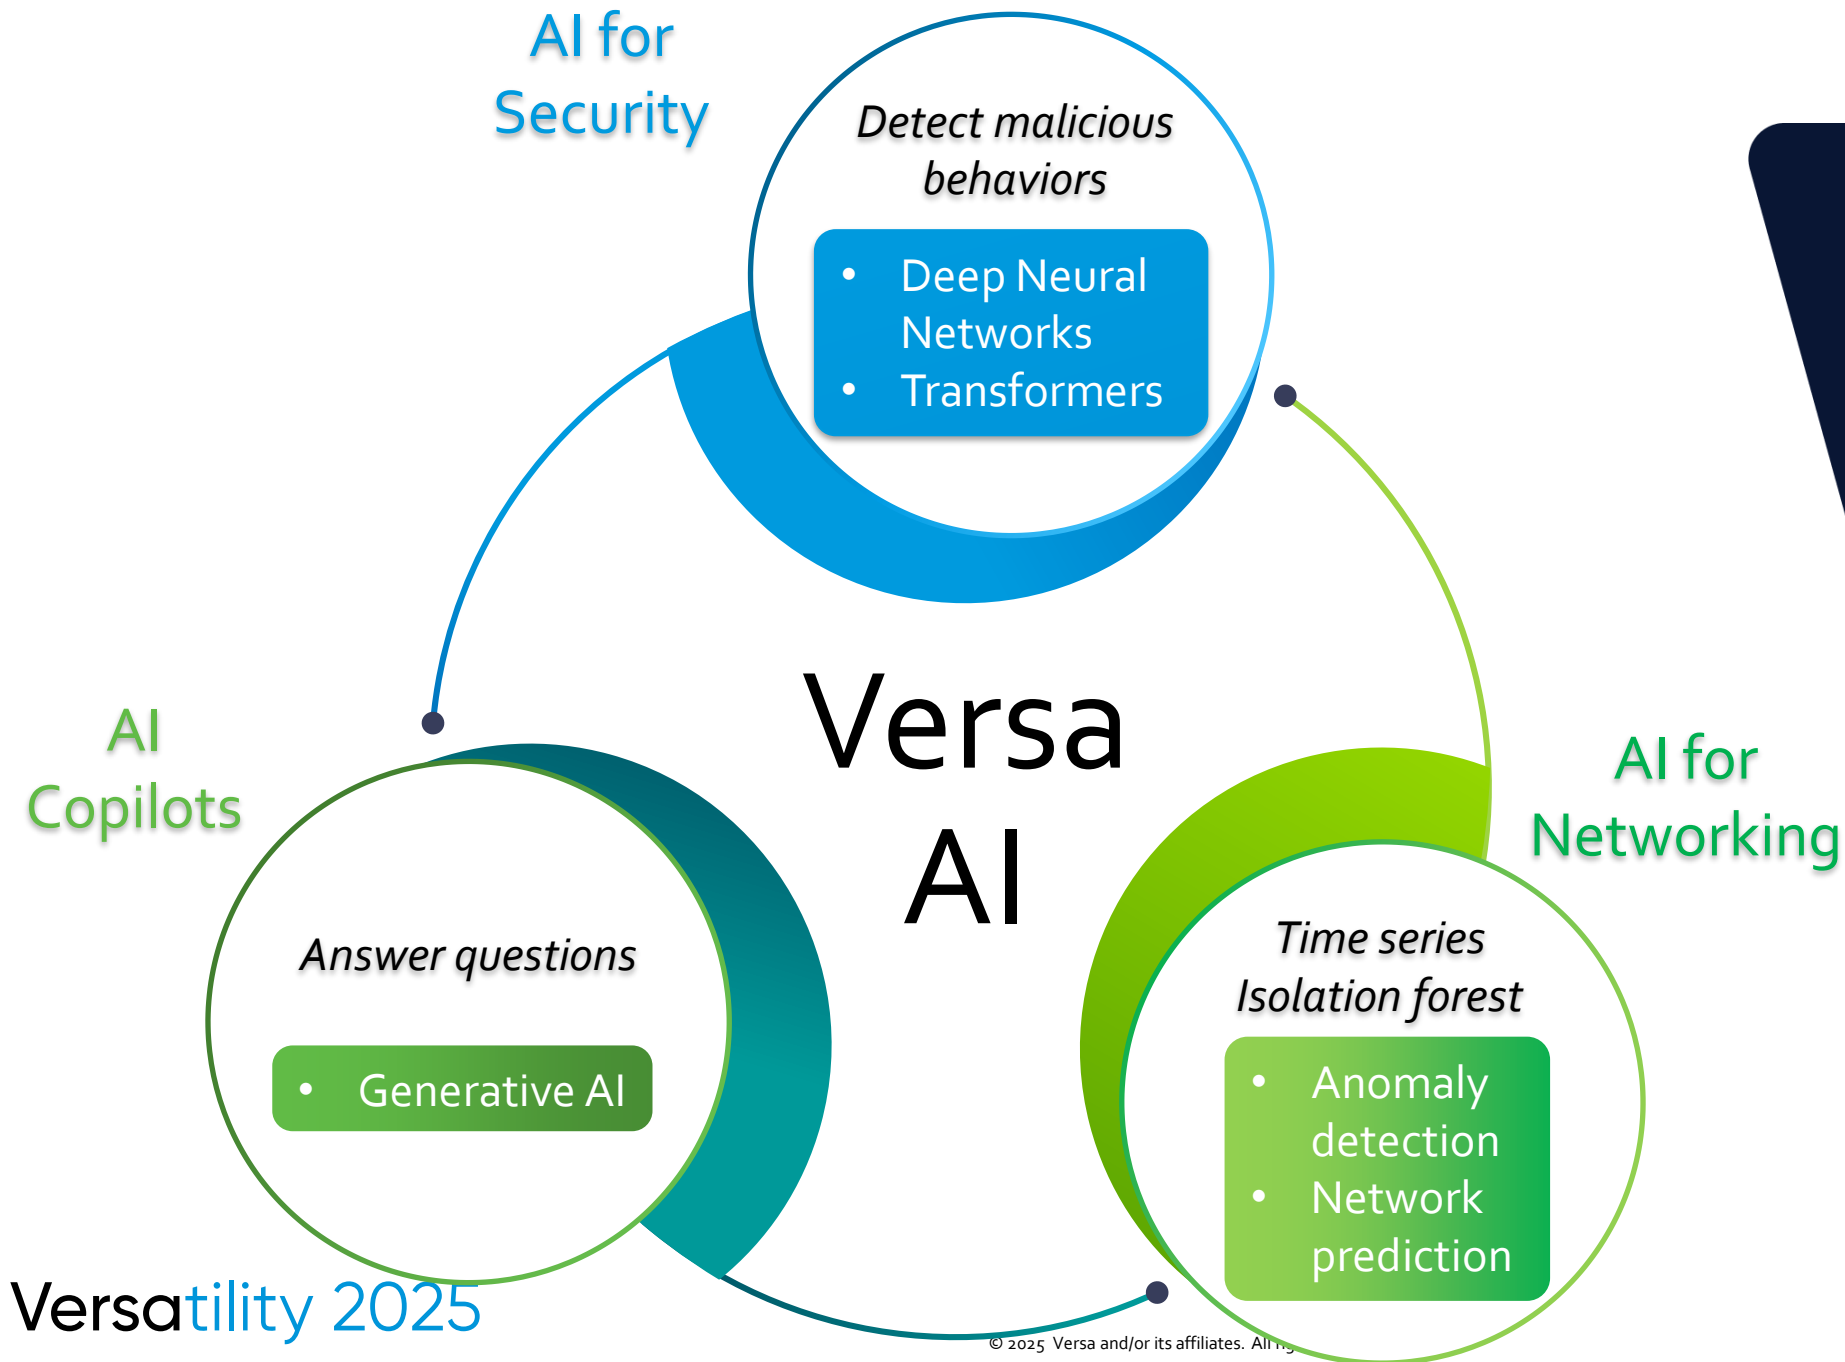 AI for
Security
Detect malicious
behaviors
• Deep Neural
Networks
• Transformers
Versa
AI
AI
Copilots
Answer questions
• Generative AI
AI for
Networking
Time series
Isolation forest
• Anomaly
detection
• Network
prediction
Versatility 2025
© 2025 Versa and/or its affiliates. All